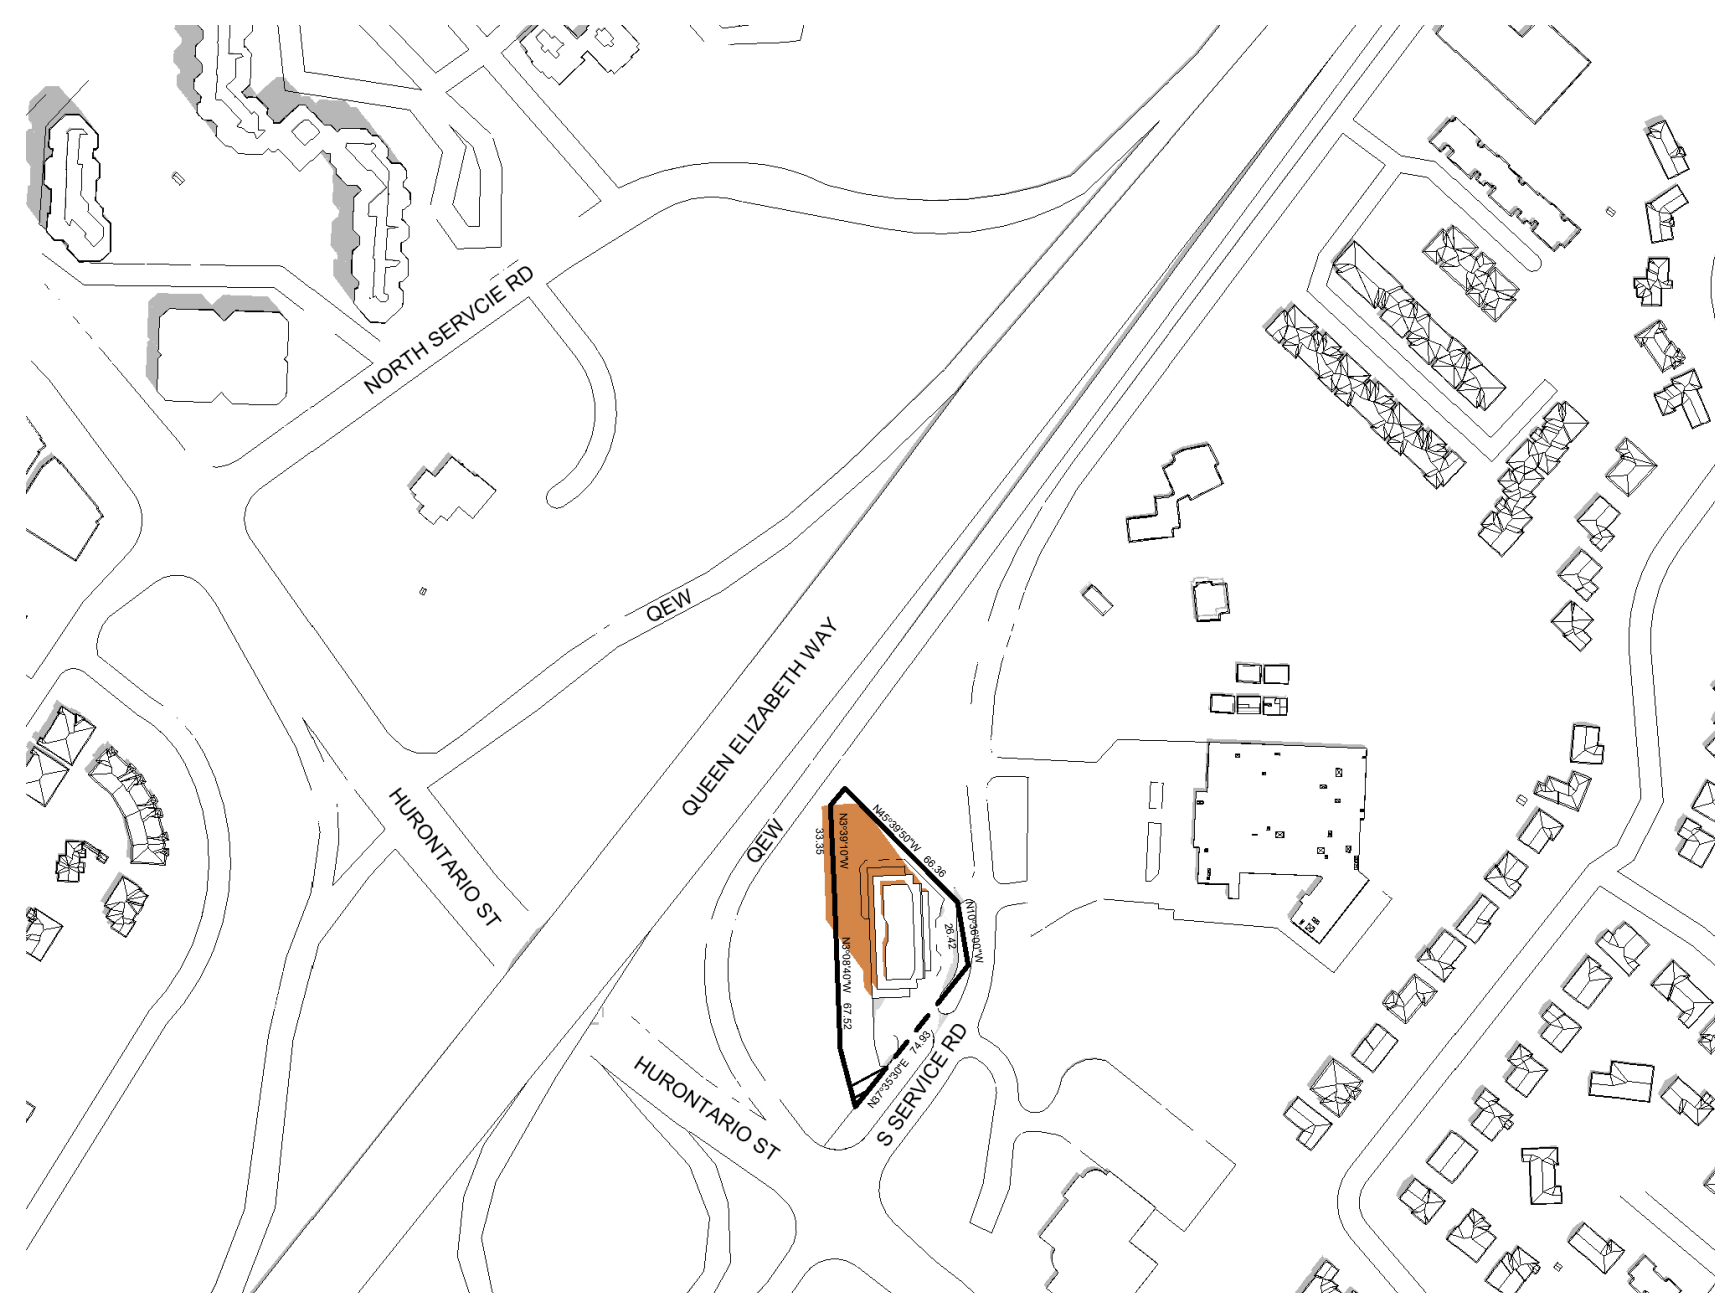 NORTH SERVCIE RD
QEW
QUEEN ELIZABETH WAY
HURONTARIO ST
QEW
N45°39'50"W
66.36
N3°39'10"W
33.35
N10°36'00"W
26.42
N3°08'40"W 67.52
N37°35'30"E 74.93
S SERVICE RD
HURONTARIO ST